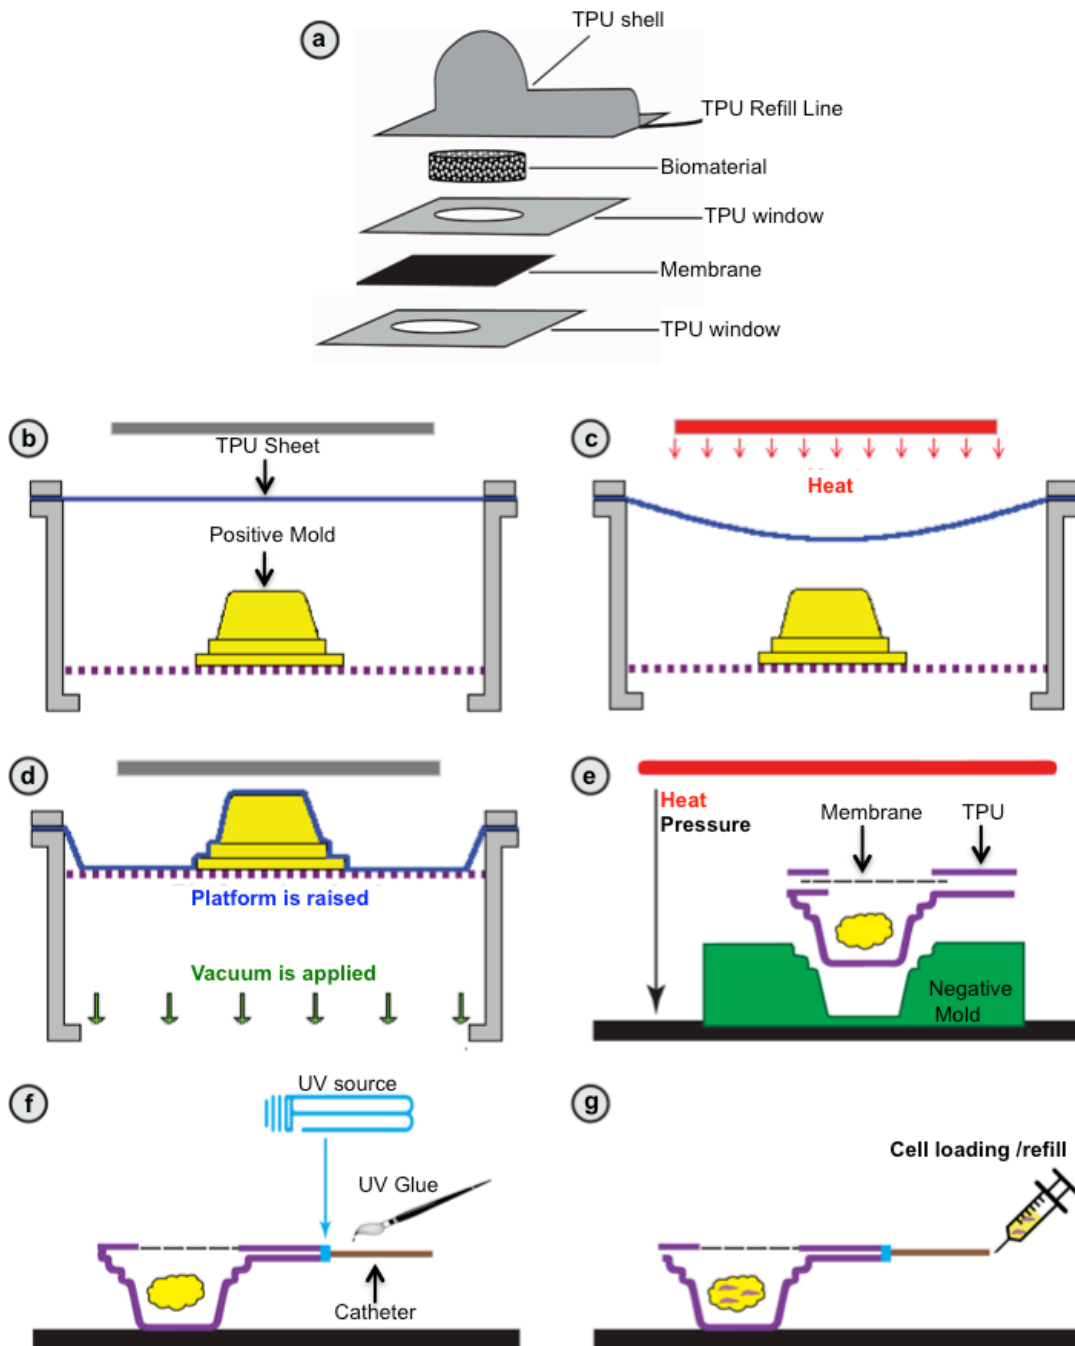 a
TPU shell
TPU Refill Line
Biomaterial
TPU window
Membrane
TPU window
b
TPU Sheet
Positive Mold
c
Heat
d
Platform is raised
Vacuum is applied
e
Heat
Pressure
Membrane
TPU
Negative
Mold
f
UV source
UV Glue
Catheter
g
Cell loading /refill